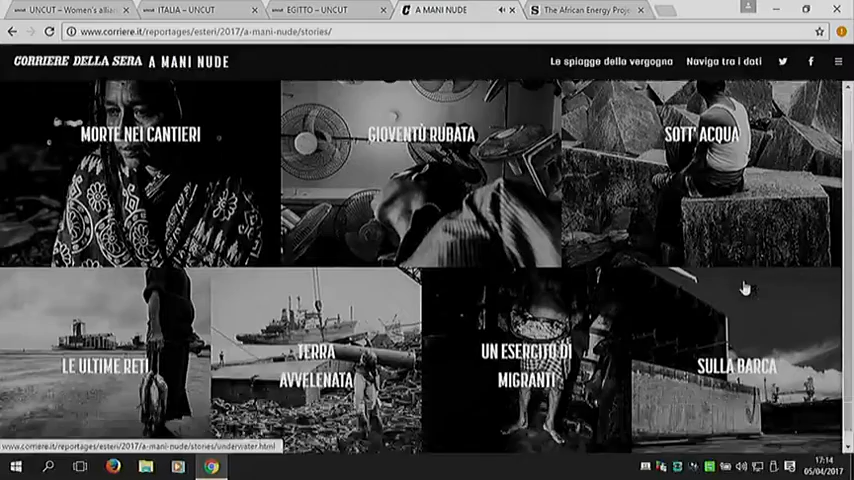 UNCUT – Women's allia
ITALIA – UNCUT
EGITTO – UNCUT
A MANI NUDE
The African Energy Proje
www.corriere.it/reportages/esteri/2017/a-mani-nude/stories/
CORRIERE DELLA SERA A MANI NUDE
Le spiagge della vergogna
Naviga tra i dati
MORTE NEI CANTIERI
GIOVENTÙ RUBATA
SOTT'ACQUA
LE ULTIME RETI
TERRA
AVVELENATA
UN ESERCITO DI
MIGRANTI
SULLA BARCA
www.corriere.it/reportages/esteri/2017/a-mani-nude/stories/underwater.html
17:14
05/04/2017